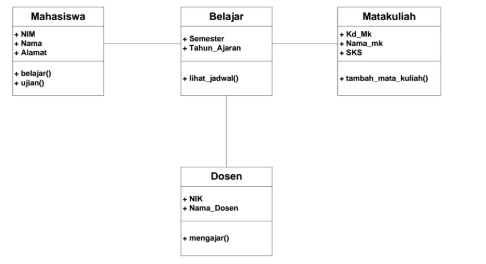 Mahasiswa
+ NIM
+ Nama
+ Alamat
+ belajar()
+ ujian()
Belajar
+ Semester
+ Tahun_Ajaran
+ lihat_jadwal()
Matakuliah
+ Kd_Mk
+ Nama_mk
+ SKS
+ tambah_mata_kuliah()
Dosen
+ NIK
+ Nama_Dosen
+ mengajar()